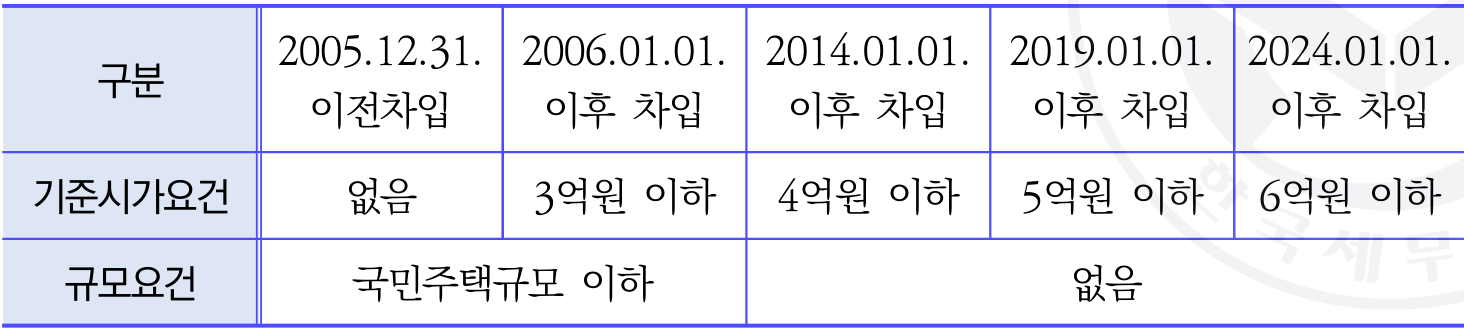 구분 2005.12.31. 이전차입 2006.01.01. 이후 차입 2014.01.01. 이후 차입 2019.01.01. 이후 차입 2024.01.01. 이후 차입
기준시가요건 없음 3억원 이하 4억원 이하 5억원 이하 6억원 이하
규모요건 국민주택규모 이하 없음
한국세무